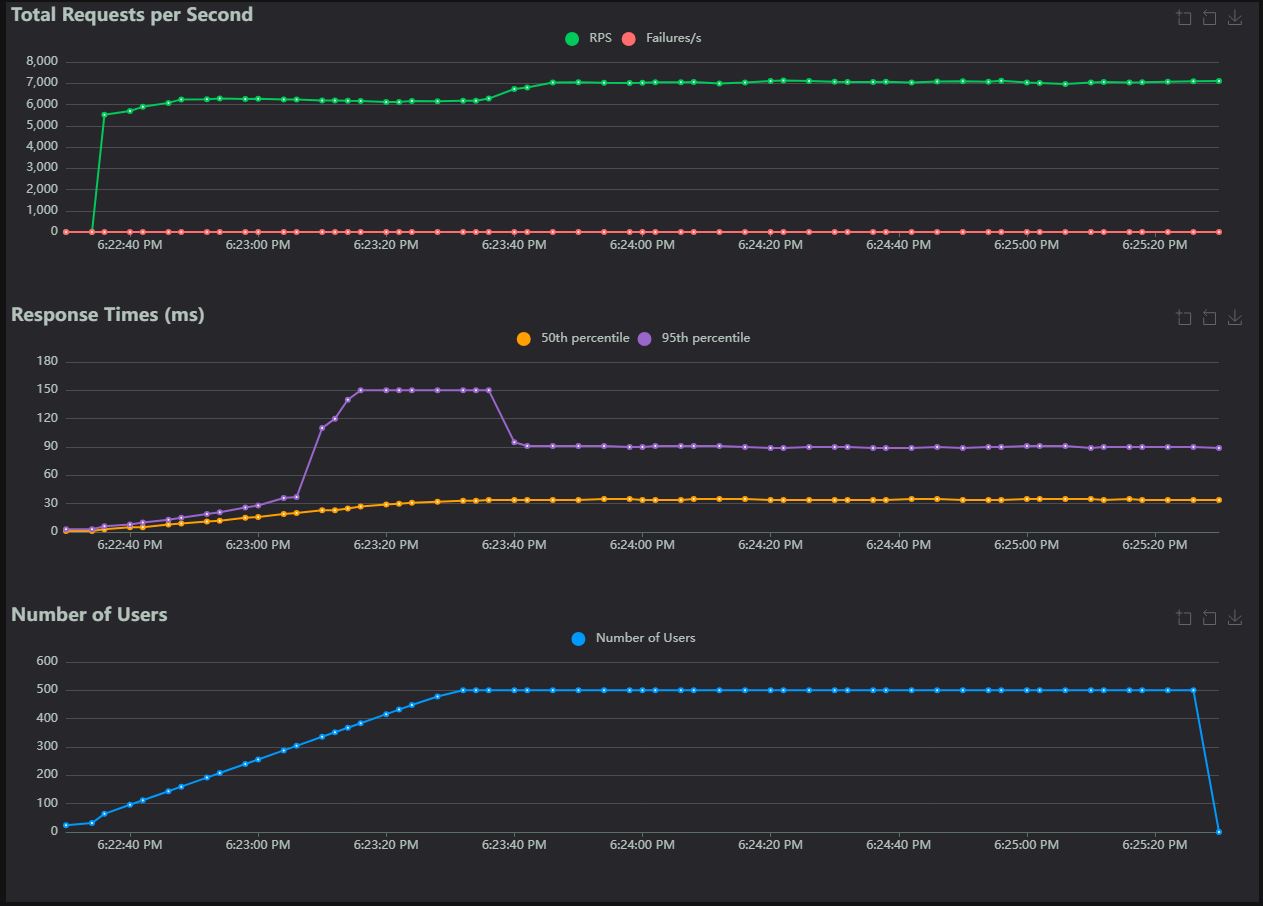 Total Requests per Second
RPS Failures/s
8,000
7,000
6,000
5,000
4,000
3,000
2,000
1,000
0
6:22:40 PM 6:23:00 PM 6:23:20 PM 6:23:40 PM 6:24:00 PM 6:24:20 PM 6:24:40 PM 6:25:00 PM 6:25:20 PM
Response Times (ms)
50th percentile 95th percentile
180
150
120
90
60
30
0
6:22:40 PM 6:23:00 PM 6:23:20 PM 6:23:40 PM 6:24:00 PM 6:24:20 PM 6:24:40 PM 6:25:00 PM 6:25:20 PM
Number of Users
Number of Users
600
500
400
300
200
100
0
6:22:40 PM 6:23:00 PM 6:23:20 PM 6:23:40 PM 6:24:00 PM 6:24:20 PM 6:24:40 PM 6:25:00 PM 6:25:20 PM